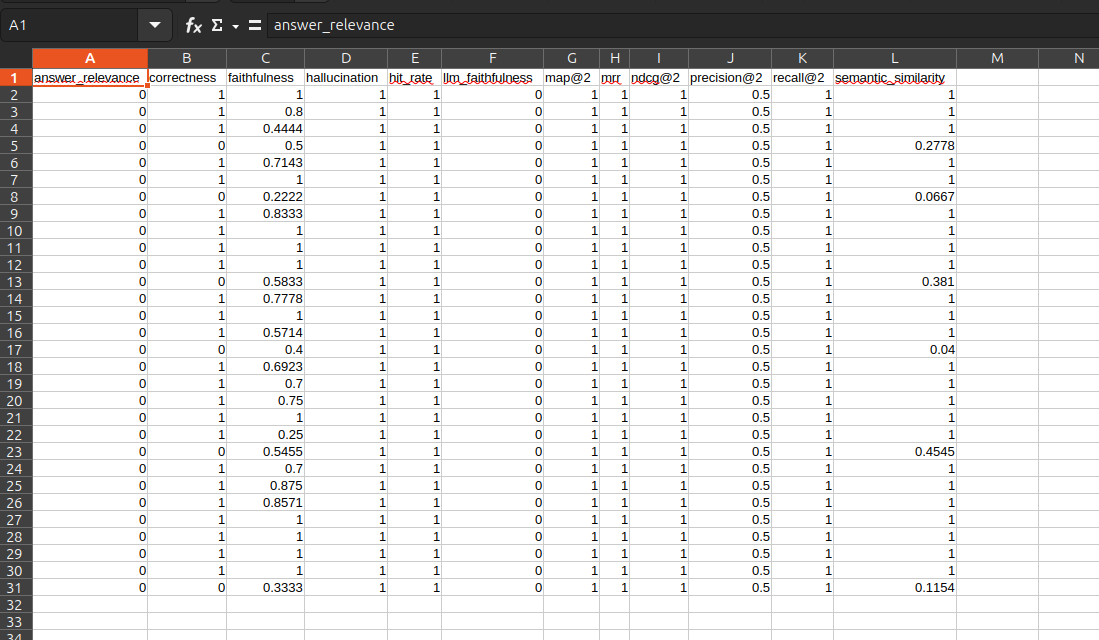 A1 fx Σ = answer_relevance
A B C D E F G H I J K L M N
1 answer_relevance correctness faithfulness hallucination hit_rate llm_faithfulness map@2 mrr ndcg@2 precision@2 recall@2 semantic_similarity
2 0 1 1 1 1 0 1 1 1 0.5 1 1
3 0 1 0.8 1 1 0 1 1 1 0.5 1 1
4 0 1 0.4444 1 1 0 1 1 1 0.5 1 1
5 0 0 0.5 1 1 0 1 1 1 0.5 1 0.2778
6 0 1 0.7143 1 1 0 1 1 1 0.5 1 1
7 0 1 1 1 1 0 1 1 1 0.5 1 1
8 0 0 0.2222 1 1 0 1 1 1 0.5 1 0.0667
9 0 1 0.8333 1 1 0 1 1 1 0.5 1 1
10 0 1 1 1 1 0 1 1 1 0.5 1 1
11 0 1 1 1 1 0 1 1 1 0.5 1 1
12 0 1 1 1 1 0 1 1 1 0.5 1 1
13 0 0 0.5833 1 1 0 1 1 1 0.5 1 0.381
14 0 1 0.7778 1 1 0 1 1 1 0.5 1 1
15 0 1 1 1 1 0 1 1 1 0.5 1 1
16 0 1 0.5714 1 1 0 1 1 1 0.5 1 1
17 0 0 0.4 1 1 0 1 1 1 0.5 1 0.04
18 0 1 0.6923 1 1 0 1 1 1 0.5 1 1
19 0 1 0.7 1 1 0 1 1 1 0.5 1 1
20 0 1 0.75 1 1 0 1 1 1 0.5 1 1
21 0 1 1 1 1 0 1 1 1 0.5 1 1
22 0 1 0.25 1 1 0 1 1 1 0.5 1 1
23 0 0 0.5455 1 1 0 1 1 1 0.5 1 0.4545
24 0 1 0.7 1 1 0 1 1 1 0.5 1 1
25 0 1 0.875 1 1 0 1 1 1 0.5 1 1
26 0 1 0.8571 1 1 0 1 1 1 0.5 1 1
27 0 1 1 1 1 0 1 1 1 0.5 1 1
28 0 1 1 1 1 0 1 1 1 0.5 1 1
29 0 1 1 1 1 0 1 1 1 0.5 1 1
30 0 1 1 1 1 0 1 1 1 0.5 1 1
31 0 0 0.3333 1 1 0 1 1 1 0.5 1 0.1154
32
33
34